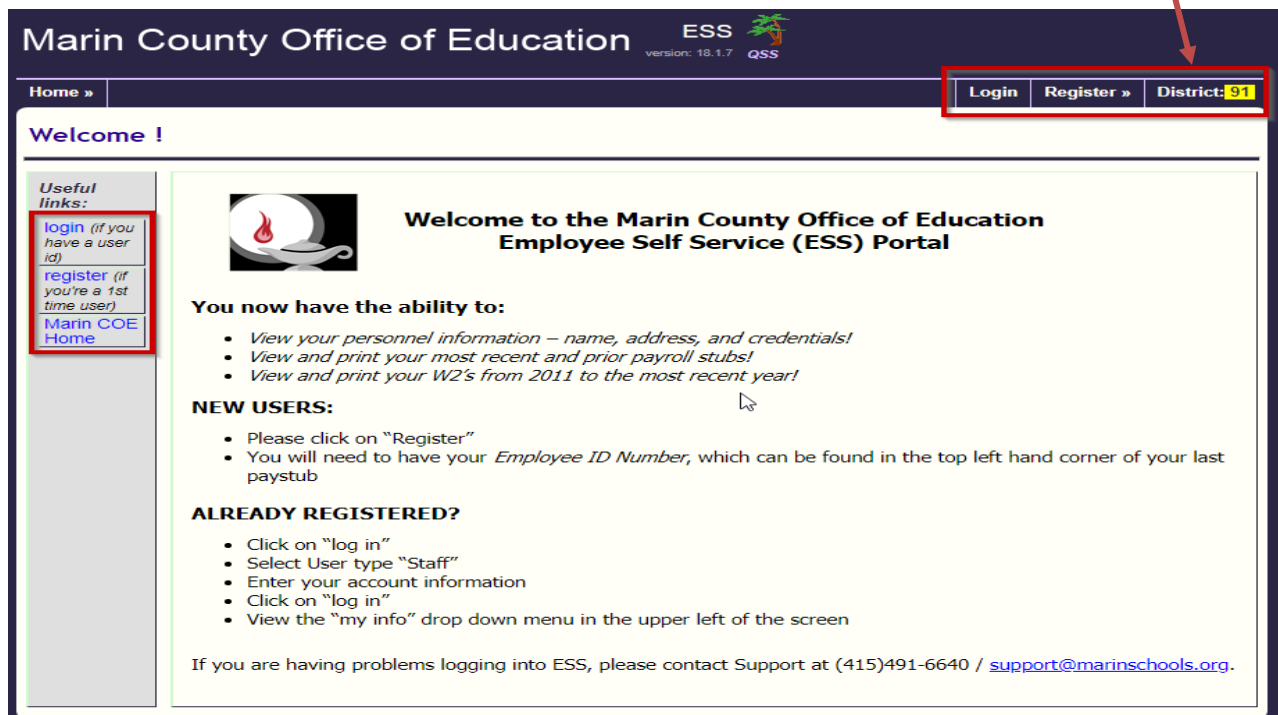 Marin County Office of Education
ESS
version: 18.1.7 QSS
Home » Login Register » District: 91
Welcome !
Useful
links:
login (if you
have a user
id)
register (if
you're a 1st
time user)
Marin COE
Home
Welcome to the Marin County Office of Education
Employee Self Service (ESS) Portal
You now have the ability to:
• View your personnel information – name, address, and credentials!
• View and print your most recent and prior payroll stubs!
• View and print your W2's from 2011 to the most recent year!
NEW USERS:
• Please click on “Register”
• You will need to have your Employee ID Number, which can be found in the top left hand corner of your last
paystub
ALREADY REGISTERED?
• Click on “log in”
• Select User type “Staff”
• Enter your account information
• Click on “log in”
• View the “my info” drop down menu in the upper left of the screen
If you are having problems logging into ESS, please contact Support at (415)491-6640 / support@marinschools.org.